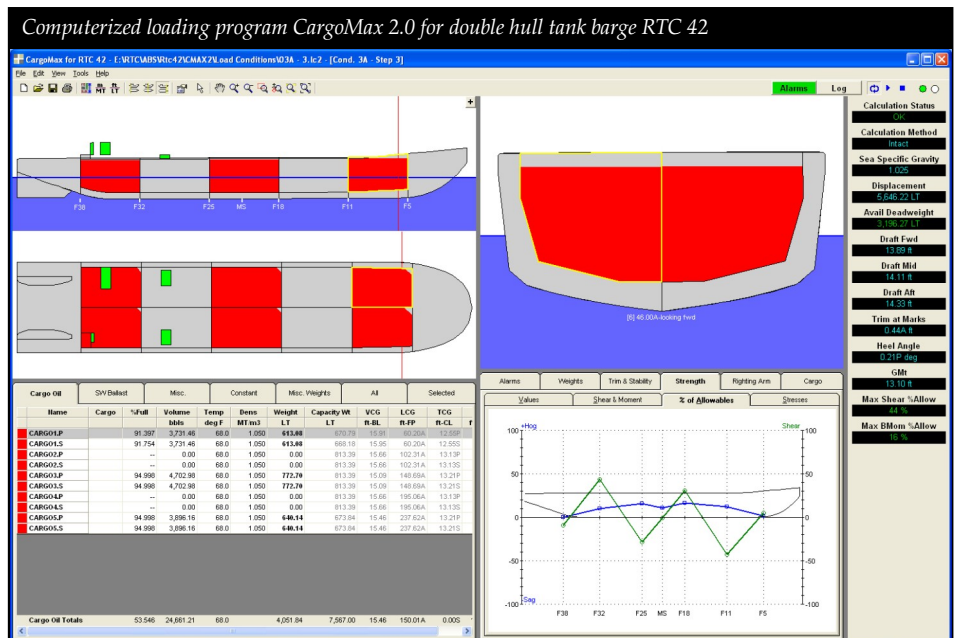 Computerized loading program CargoMax 2.0 for double hull tank barge RTC 42
CargoMax for RTC 42 - E:\RTC\ABS\Rtc42\CMAX2\Load Conditions\03A - 3.lc2 - [Cond. 3A - Step 3]
File Edit View Tools Help
Alarms Log
F38 F32 F25 MS F18 F11 F5
[6] 46.00A-looking fwd
Calculation Status
OK
Calculation Method
Intact
Sea Specific Gravity
1.025
Displacement
5,646.22 LT
Avail Deadweight
3,196.27 LT
Draft Fwd
13.89 ft
Draft Mid
14.11 ft
Draft Aft
14.33 ft
Trim at Marks
0.44A ft
Heel Angle
0.21P deg
GMt
13.10 ft
Max Shear %Allow
44 %
Max BMom %Allow
16 %
Cargo Oil SW Ballast Misc. Constant Misc. Weights All Selected
Name Cargo %Full Volume Temp Dens Weight Capacity Wt VCG LCG TCG f
bbls deg F MT/m3 LT LT ft-BL ft-FP ft-CL
CARGO1.P 91.397 3,731.46 68.0 1.050 613.08 670.79 15.91 60.20A 12.55P
CARGO1.S 91.754 3,731.46 68.0 1.050 613.08 668.18 15.95 60.20A 12.55S
CARGO2.P -- 0.00 68.0 1.050 0.00 813.39 15.66 102.31A 13.13P
CARGO2.S -- 0.00 68.0 1.050 0.00 813.39 15.66 102.31A 13.13S
CARGO3.P 94.998 4,702.98 68.0 1.050 772.70 813.39 15.09 148.69A 13.21P
CARGO3.S 94.998 4,702.98 68.0 1.050 772.70 813.39 15.09 148.69A 13.21S
CARGO4.P -- 0.00 68.0 1.050 0.00 813.39 15.66 195.06A 13.13P
CARGO4.S -- 0.00 68.0 1.050 0.00 813.39 15.66 195.06A 13.13S
CARGO5.P 94.998 3,896.16 68.0 1.050 640.14 673.84 15.46 237.62A 13.21P
CARGO5.S 94.998 3,896.16 68.0 1.050 640.14 673.84 15.46 237.62A 13.21S
Cargo Oil Totals 53.546 24,661.21 68.0 4,051.84 7,567.00 15.46 150.01A 0.00S
Alarms Weights Trim & Stability Strength Righting Arm Cargo
Values Shear & Moment % of Allowables Stresses
100 +Hog Shear + 100
50 50
0 0
-50 -50
-100 -Sag -100
F38 F32 F25 MS F18 F11 F5